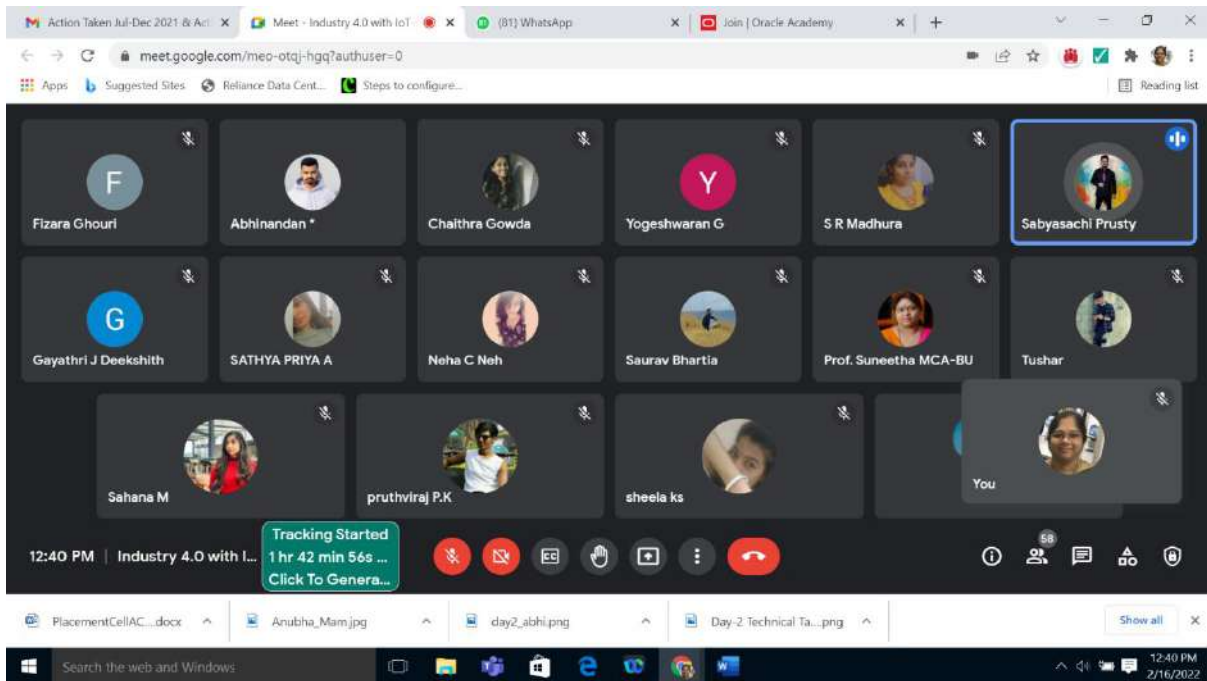 Action Taken Jul-Dec 2021 & Act
Meet - Industry 4.0 with IoT
(81) WhatsApp
Join | Oracle Academy
meet.google.com/meo-otqj-hgq?authuser=0
Apps
Suggested Sites
Reliance Data Cent...
Steps to configure...
Reading list
F
Fizara Ghouri
Abhinandan *
Chaithra Gowda
Y
Yogeshwaran G
S R Madhura
Sabyasachi Prusty
G
Gayathri J Deekshith
SATHYA PRIYA A
Neha C Neh
Saurav Bhartia
Prof. Suneetha MCA-BU
Tushar
Sahana M
pruthviraj P.K
sheela ks
You
12:40 PM | Industry 4.0 with I...
Tracking Started
1 hr 42 min 56s ...
Click To Genera...
CC
58
PlacementCellAC....docx
Anubha_Mam.jpg
day2_abhi.png
Day-2 Technical Ta....png
Show all
Search the web and Windows
12:40 PM
2/16/2022